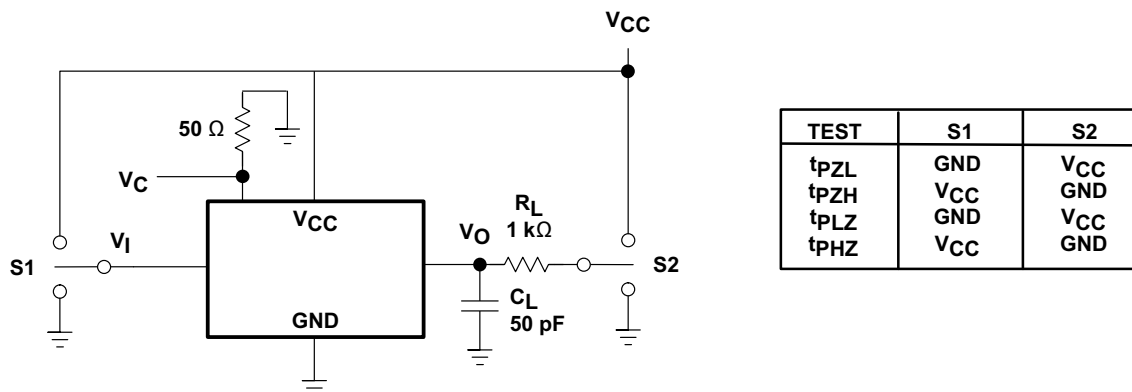 VCC
50 Ω
VC
VCC
RL
1 kΩ
VI
VO
S1
S2
CL
50 pF
GND
TEST S1 S2
tPZL GND VCC
tPZH VCC GND
tPLZ GND VCC
tPHZ VCC GND